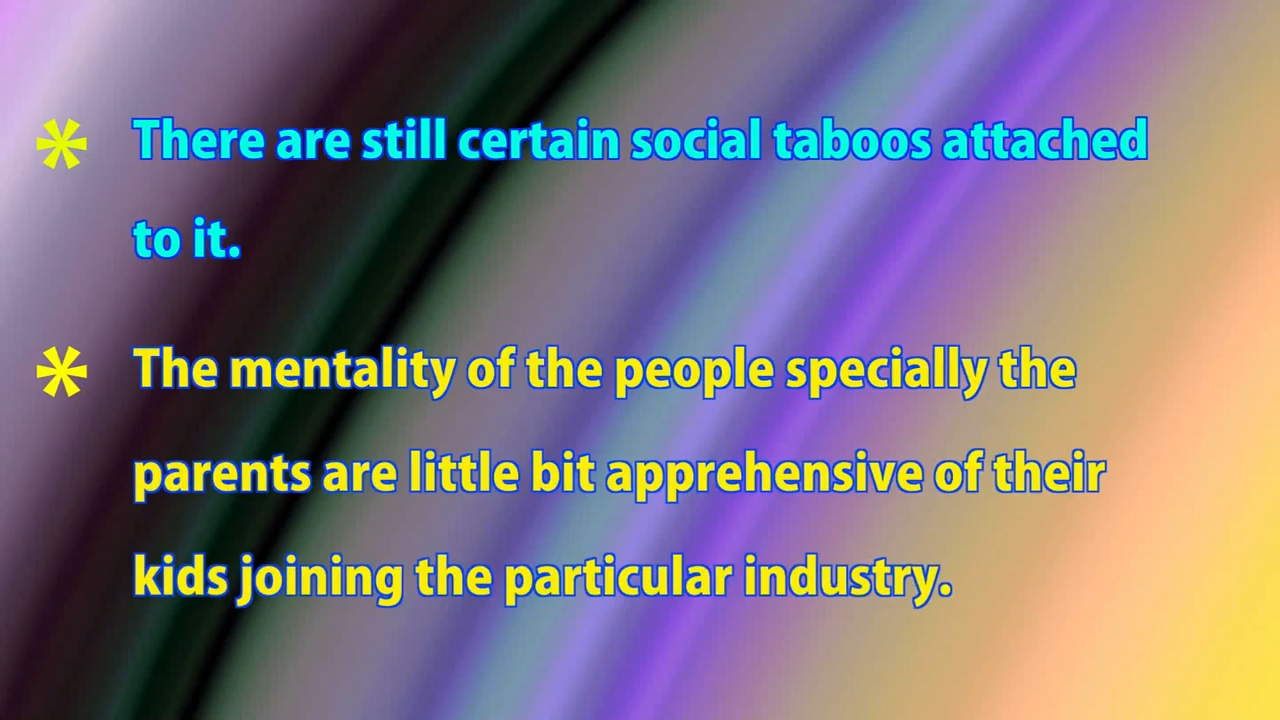 * There are still certain social taboos attached
to it.
* The mentality of the people specially the
parents are little bit apprehensive of their
kids joining the particular industry.